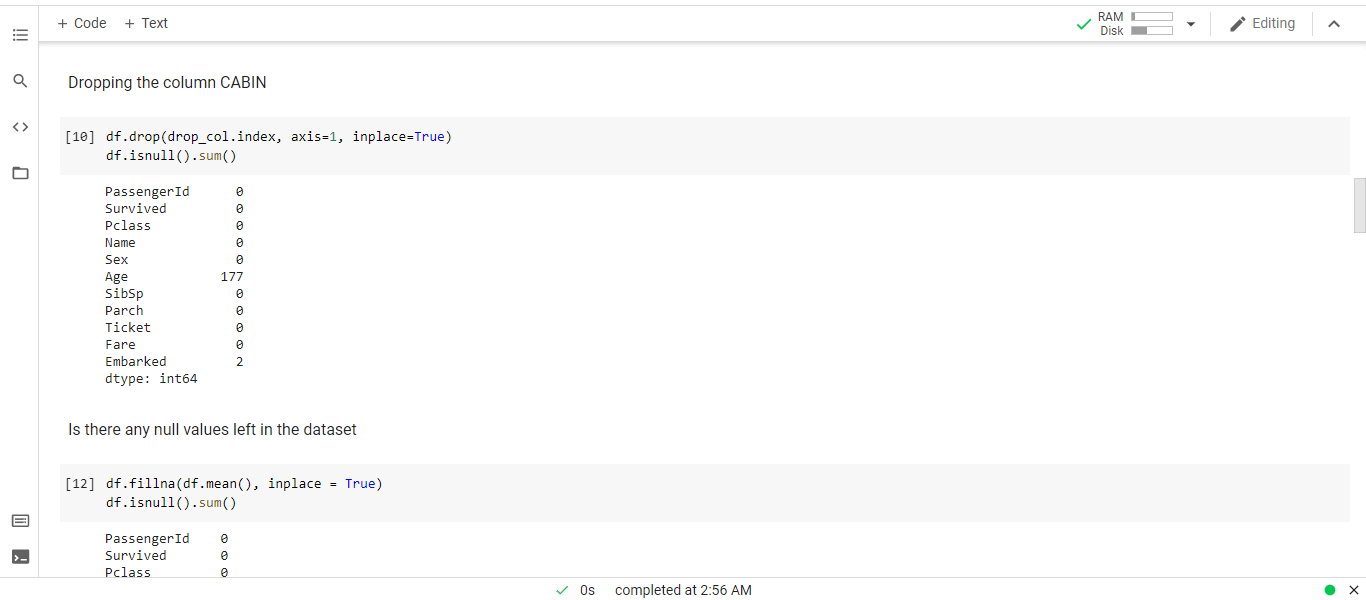 + Code + Text
RAM
Disk
Editing
Dropping the column CABIN
[10] df.drop(drop_col.index, axis=1, inplace=True)
df.isnull().sum()
PassengerId 0
Survived 0
Pclass 0
Name 0
Sex 0
Age 177
SibSp 0
Parch 0
Ticket 0
Fare 0
Embarked 2
dtype: int64
Is there any null values left in the dataset
[12] df.fillna(df.mean(), inplace = True)
df.isnull().sum()
PassengerId 0
Survived 0
Pclass 0
0s completed at 2:56 AM